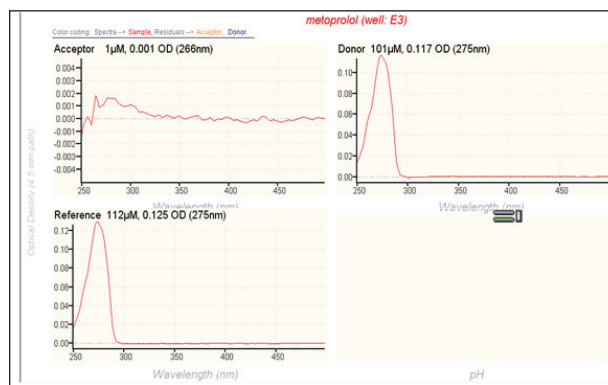 metoprolol (well: E3)
Color coding: Spectra --> Sample, Residuals --> Acceptor, Donor.
Acceptor 1µM, 0.001 OD (266nm)
Donor 101µM, 0.117 OD (275nm)
0.004
0.003
0.002
0.001
0.000
-0.001
-0.002
-0.003
-0.004
250 300 350 400 450
Wavelength (nm)
0.10
0.08
0.06
0.04
0.02
0.00
250 300 350 400 450
Wavelength (nm)
Optical Density (4.5 mm path)
Reference 112µM, 0.125 OD (275nm)
0.12
0.10
0.08
0.06
0.04
0.02
0.00
250 300 350 400 450
Wavelength (nm)
pH